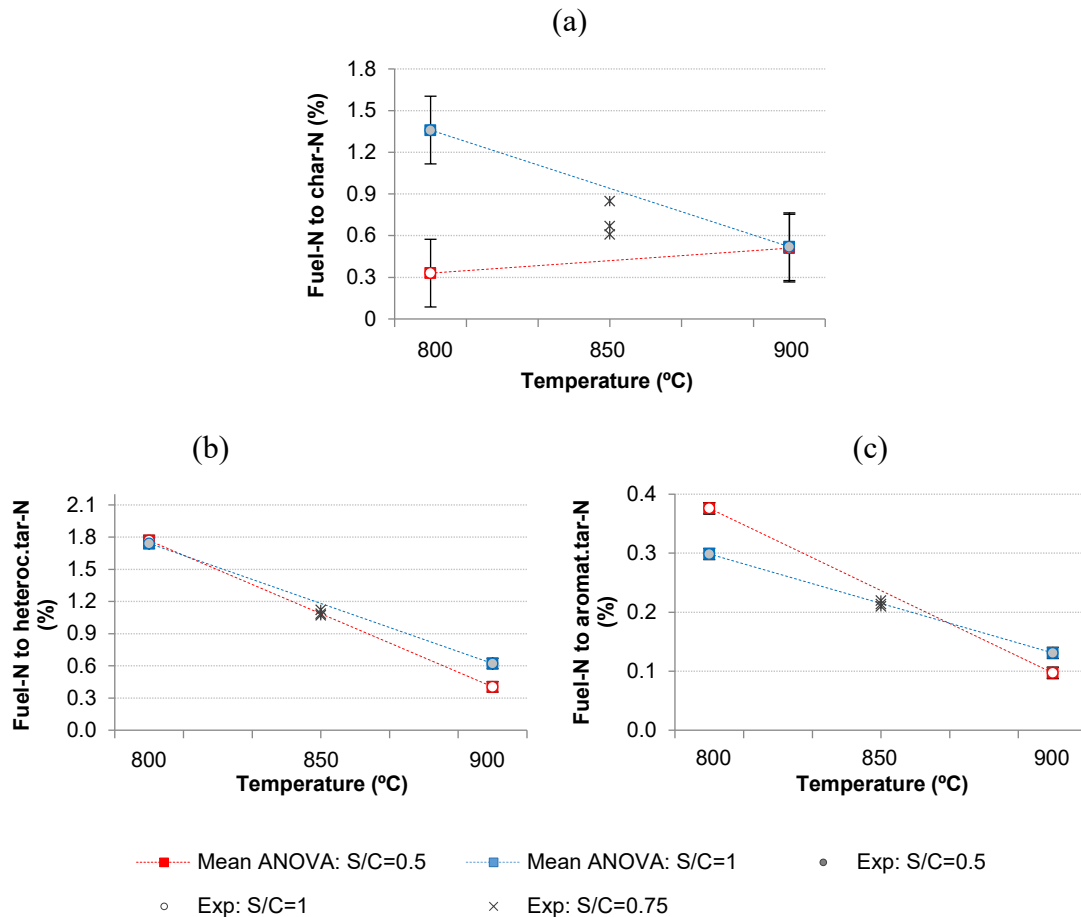 (a)
Fuel-N to char-N (%)
1.8
1.5
1.2
0.9
0.6
0.3
0
800 850 900
Temperature (ºC)
(b)
Fuel-N to heteroc.tar-N
(%)
2.1
1.8
1.5
1.2
0.9
0.6
0.3
0.0
800 850 900
Temperature (ºC)
(c)
Fuel-N to aromat.tar-N
(%)
0.4
0.3
0.2
0.1
0.0
800 850 900
Temperature (ºC)
Mean ANOVA: S/C=0.5 Mean ANOVA: S/C=1 Exp: S/C=0.5
Exp: S/C=1 Exp: S/C=0.75